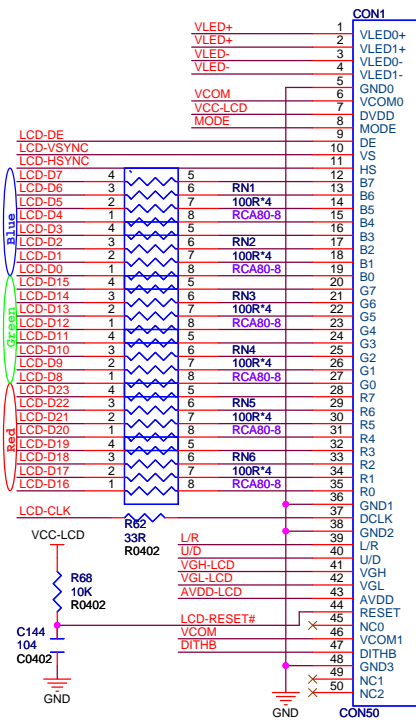 CON1
VLED+ 1 VLED0+
VLED+ 2 VLED1+
VLED- 3 VLED0-
VLED- 4 VLED1-
5 GND0
VCOM 6 VCOM0
VCC-LCD 7 DVDD
MODE 8 MODE
LCD-DE 9 DE
LCD-VSYNC 10 VS
LCD-HSYNC 11 HS
LCD-D7 4 5 12 B7
LCD-D6 3 6 RN1 13 B6
LCD-D5 2 7 100R*4 14 B5
LCD-D4 1 8 RCA80-8 15 B4
LCD-D3 4 5 16 B3
LCD-D2 3 6 RN2 17 B2
LCD-D1 2 7 100R*4 18 B1
LCD-D0 1 8 RCA80-8 19 B0
Blue
LCD-D15 4 5 20 G7
LCD-D14 3 6 RN3 21 G6
LCD-D13 2 7 100R*4 22 G5
LCD-D12 1 8 RCA80-8 23 G4
LCD-D11 4 5 24 G3
LCD-D10 3 6 RN4 25 G2
LCD-D9 2 7 100R*4 26 G1
LCD-D8 1 8 RCA80-8 27 G0
Green
LCD-D23 4 5 28 R7
LCD-D22 3 6 RN5 29 R6
LCD-D21 2 7 100R*4 30 R5
LCD-D20 1 8 RCA80-8 31 R4
LCD-D19 4 5 32 R3
LCD-D18 3 6 RN6 33 R2
LCD-D17 2 7 100R*4 34 R1
LCD-D16 1 8 RCA80-8 35 R0
Red
36 GND1
LCD-CLK 37 DCLK
R62
33R
R0402
38 GND2
L/R 39 L/R
U/D 40 U/D
VGH-LCD 41 VGH
VGL-LCD 42 VGL
AVDD-LCD 43 AVDD
44 RESET
LCD-RESET# 45 NC0
VCOM 46 VCOM1
DITHB 47 DITHB
48 GND3
49 NC1
50 NC2
VCC-LCD
R68
10K
R0402
C144
104
C0402
GND
GND
CON50